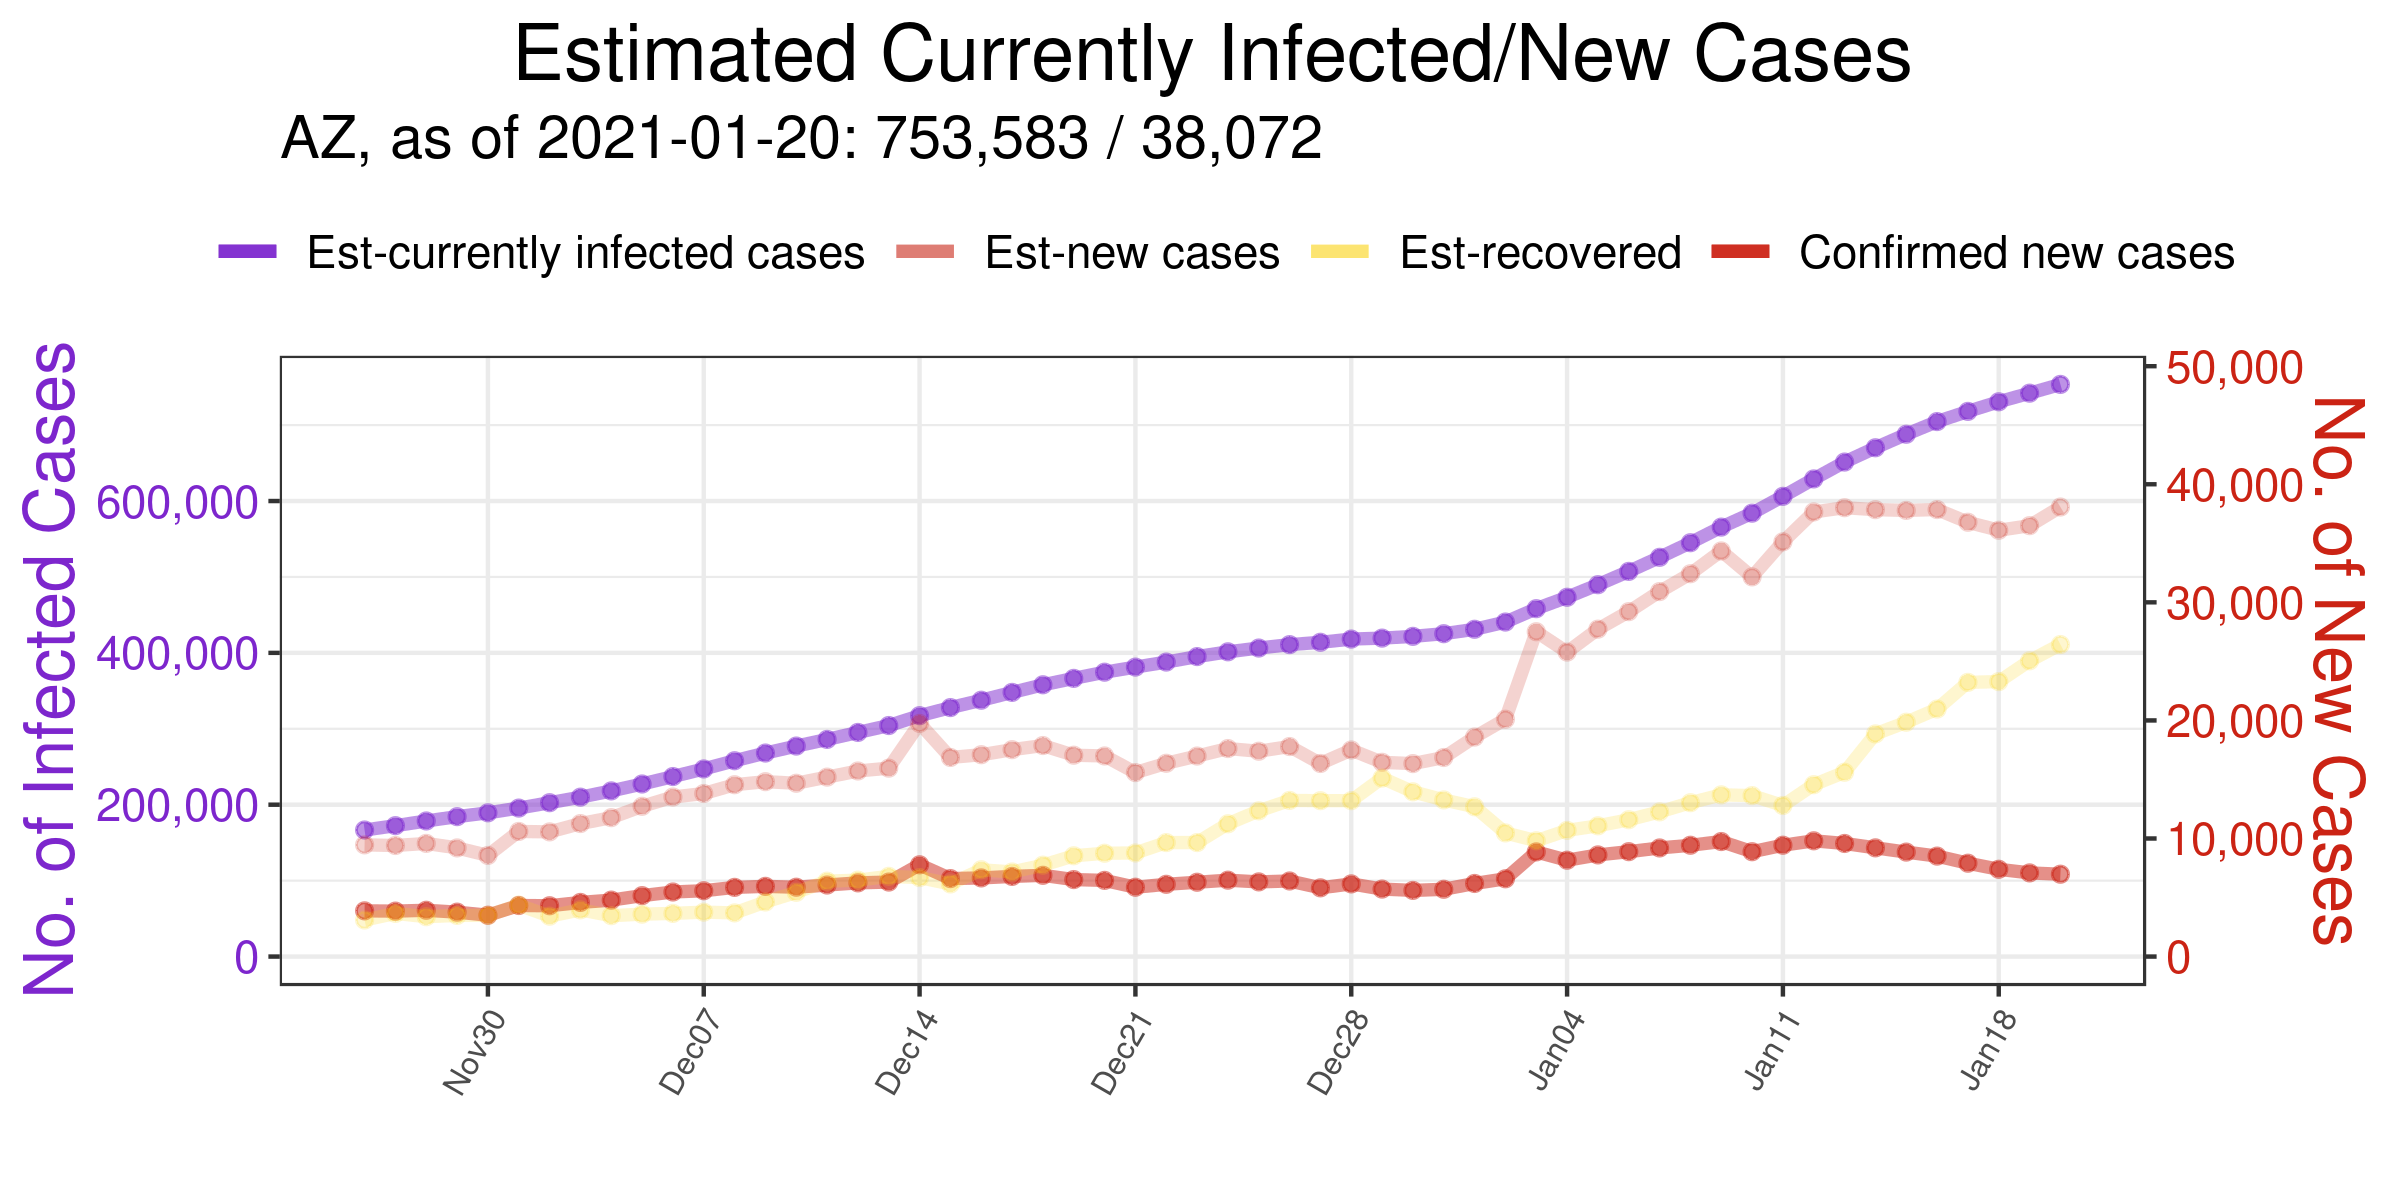 Estimated Currently Infected/New Cases
AZ, as of 2021-01-20: 753,583 / 38,072
Est-currently infected cases Est-new cases Est-recovered Confirmed new cases
No. of Infected Cases
600,000
400,000
200,000
0
50,000
40,000
30,000
20,000
10,000
0
No. of New Cases
Nov30 Dec07 Dec14 Dec21 Dec28 Jan04 Jan11 Jan18